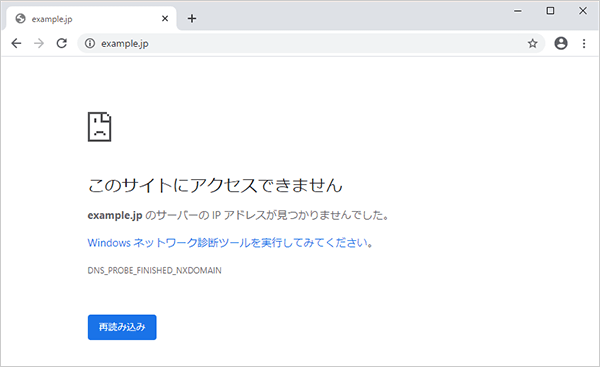 example.jp
example.jp
このサイトにアクセスできません
example.jp のサーバーの IP アドレスが見つかりませんでした。
Windows ネットワーク診断ツールを実行してみてください。
DNS_PROBE_FINISHED_NXDOMAIN
再読み込み